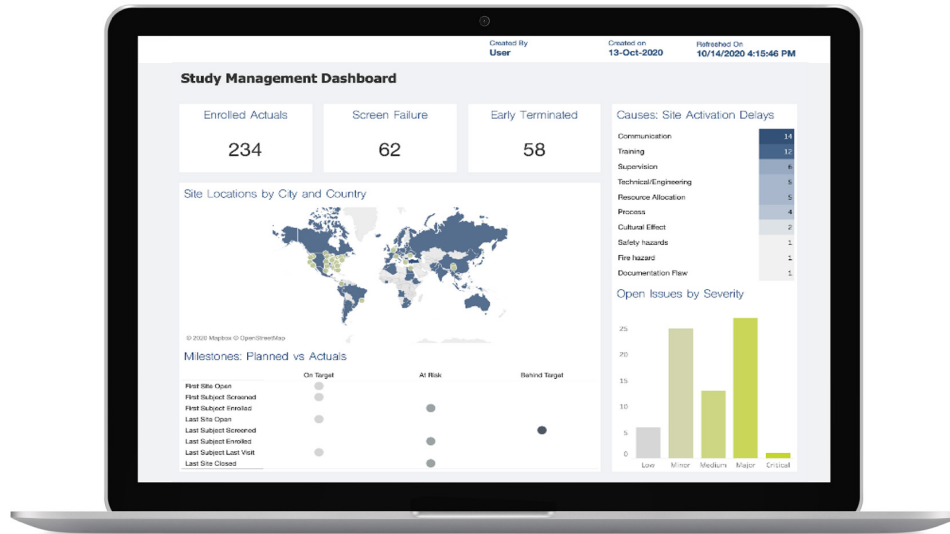 Created By
User
Created on
13-Oct-2020
Refreshed On
10/14/2020 4:15:46 PM
Study Management Dashboard
Enrolled Actuals
234
Screen Failure
62
Early Terminated
58
Causes: Site Activation Delays
Communication 14
Training 12
Supervision 6
Technical/Engineering 5
Resource Allocation 5
Process 4
Cultural Effect 2
Safety hazards 1
Fire hazard 1
Documentation Flaw 1
Site Locations by City and Country
© 2020 Mapbox © OpenStreetMap
Milestones: Planned vs Actuals
On Target At Risk Behind Target
First Site Open
First Subject Screened
First Subject Enrolled
Last Site Open
Last Subject Screened
Last Subject Enrolled
Last Subject Last Visit
Last Site Closed
Open Issues by Severity
25
20
15
10
5
0
Low Minor Medium Major Critical